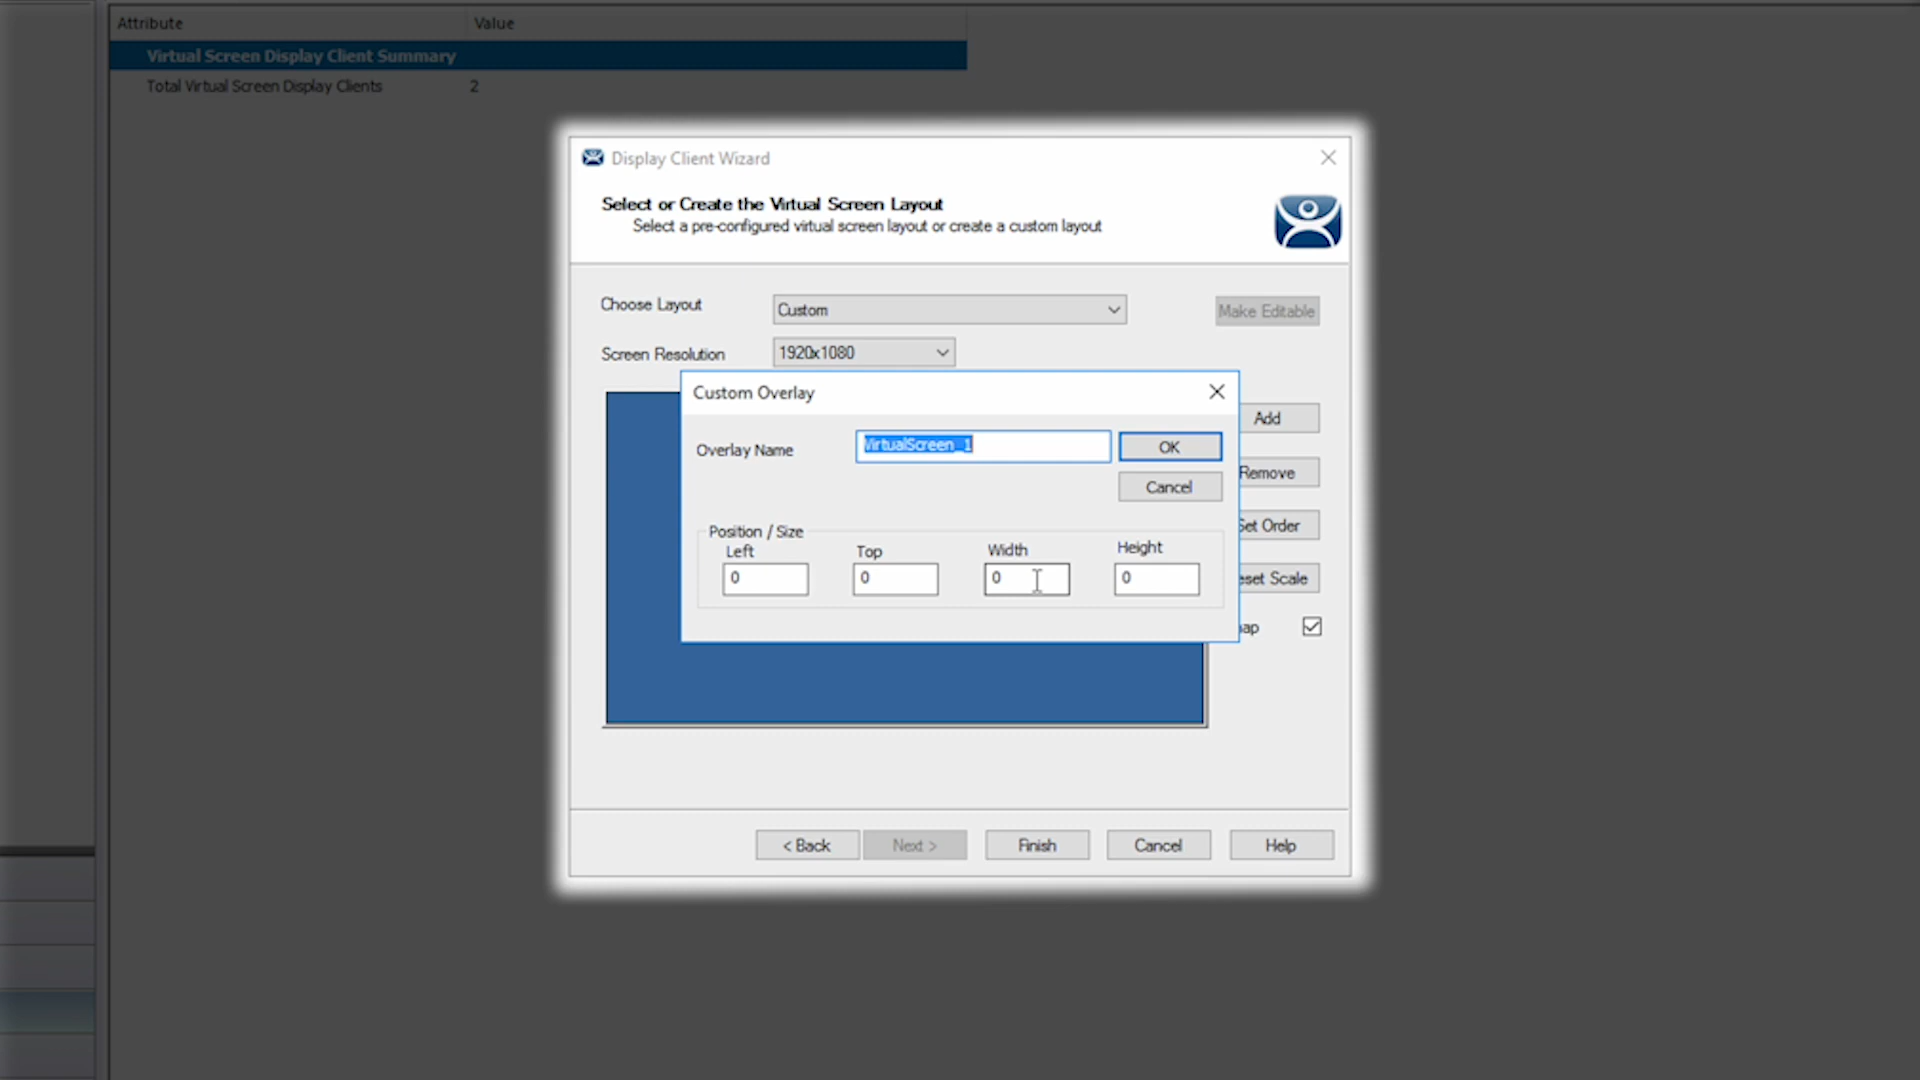 Attribute Value
Virtual Screen Display Client Summary
Total Virtual Screen Display Clients 2
Display Client Wizard
Select or Create the Virtual Screen Layout
Select a pre-configured virtual screen layout or create a custom layout
Choose Layout Custom Make Editable
Screen Resolution 1920x1080
Custom Overlay
Add
Overlay Name VirtualScreen_1 OK
Remove
Cancel
Set Order
Position / Size
Left Top Width Height
0 0 0 0
eset Scale
ap
< Back Next > Finish Cancel Help